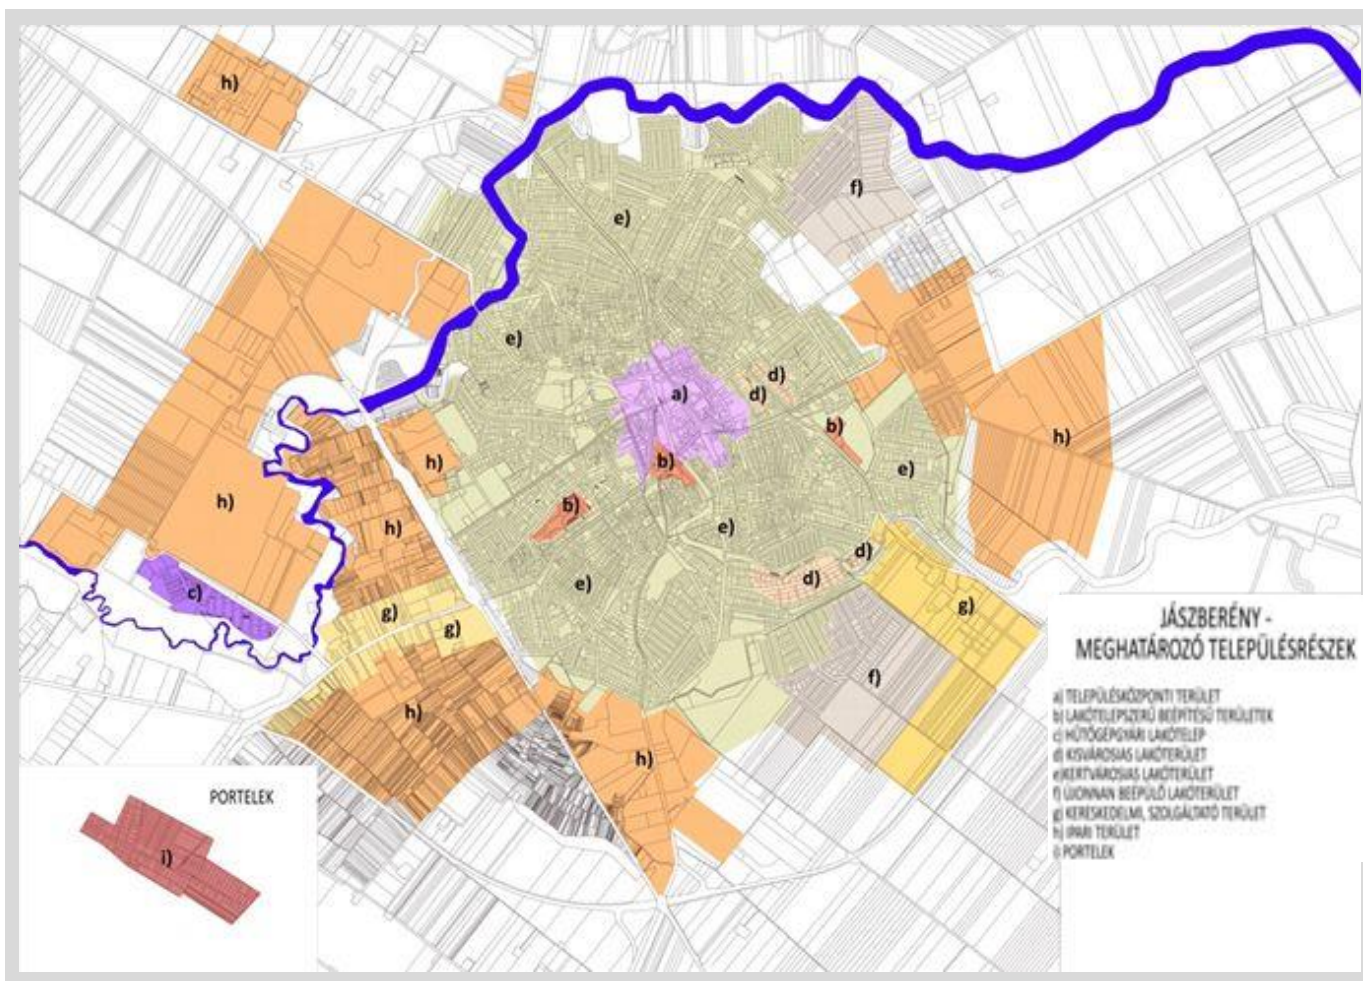 h)
f)
e)
e)
d)
a)
d)
b)
h)
b)
h)
e)
h)
b)
h)
e)
d)
c)
e)
d)
g)
g)
g)
f)
h)
h)
JÁSZBERÉNY -
MEGHATÁROZÓ TELEPÜLÉSRÉSZEK
a) TELEPÜLÉSKÖZPONTI TERÜLET
b) LAKÓTELEPSZERŰ BEÉPÍTÉSŰ TERÜLETEK
c) HŰTŐGÉPGYÁRI LAKÓTELEP
d) KISVÁROSIAS LAKÓTERÜLET
e)KERTVÁROSIAS LAKÓTERÜLET
f) ÚJONNAN BEÉPÜLŐ LAKÓTERÜLET
g) KERESKEDELMI, SZOLGÁLTATÓ TERÜLET
h) IPARI TERÜLET
i) PORTELEK
PORTELEK
i)